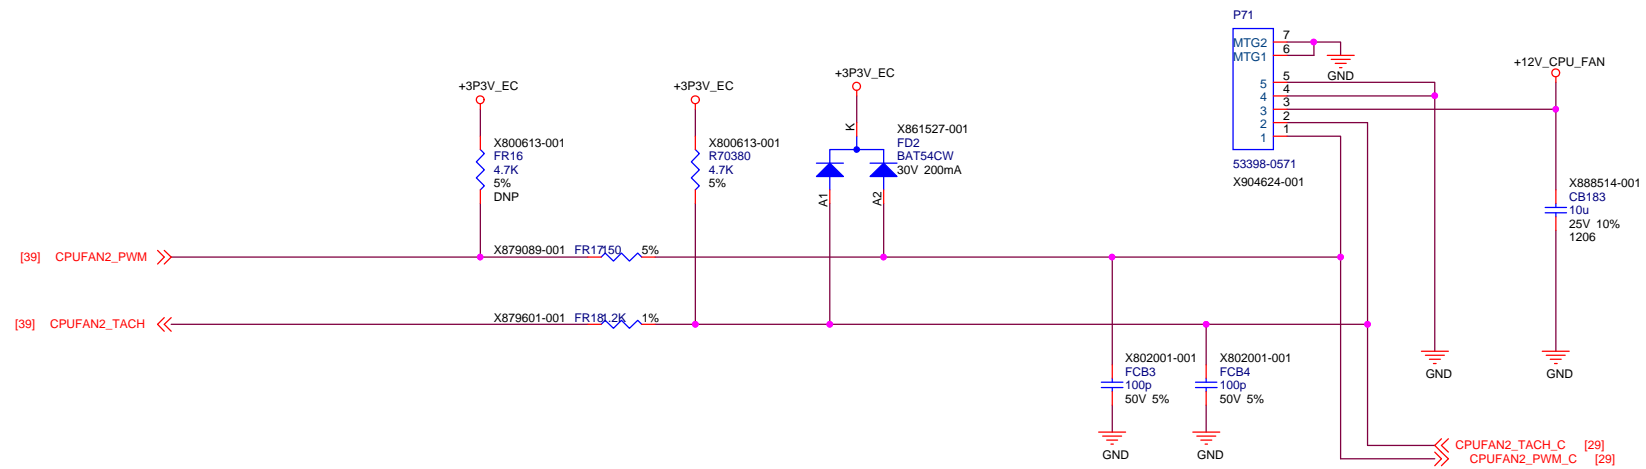 P71
MTG2 7
MTG1 6
5 5
4 4
3 3
2 2
1 1
53398-0571
X904624-001
GND
+12V_CPU_FAN
X888514-001
CB183
10u
25V 10%
1206
GND
GND
+3P3V_EC
X800613-001
FR16
4.7K
5%
DNP
+3P3V_EC
X800613-001
R70380
4.7K
5%
+3P3V_EC
K
X861527-001
FD2
BAT54CW
30V 200mA
A1
A2
[39] CPUFAN2_PWM
X879089-001 FR17 150 5%
[39] CPUFAN2_TACH
X879601-001 FR18 1.2K 1%
X802001-001
FCB3
100p
50V 5%
GND
X802001-001
FCB4
100p
50V 5%
GND
CPUFAN2_TACH_C [29]
CPUFAN2_PWM_C [29]